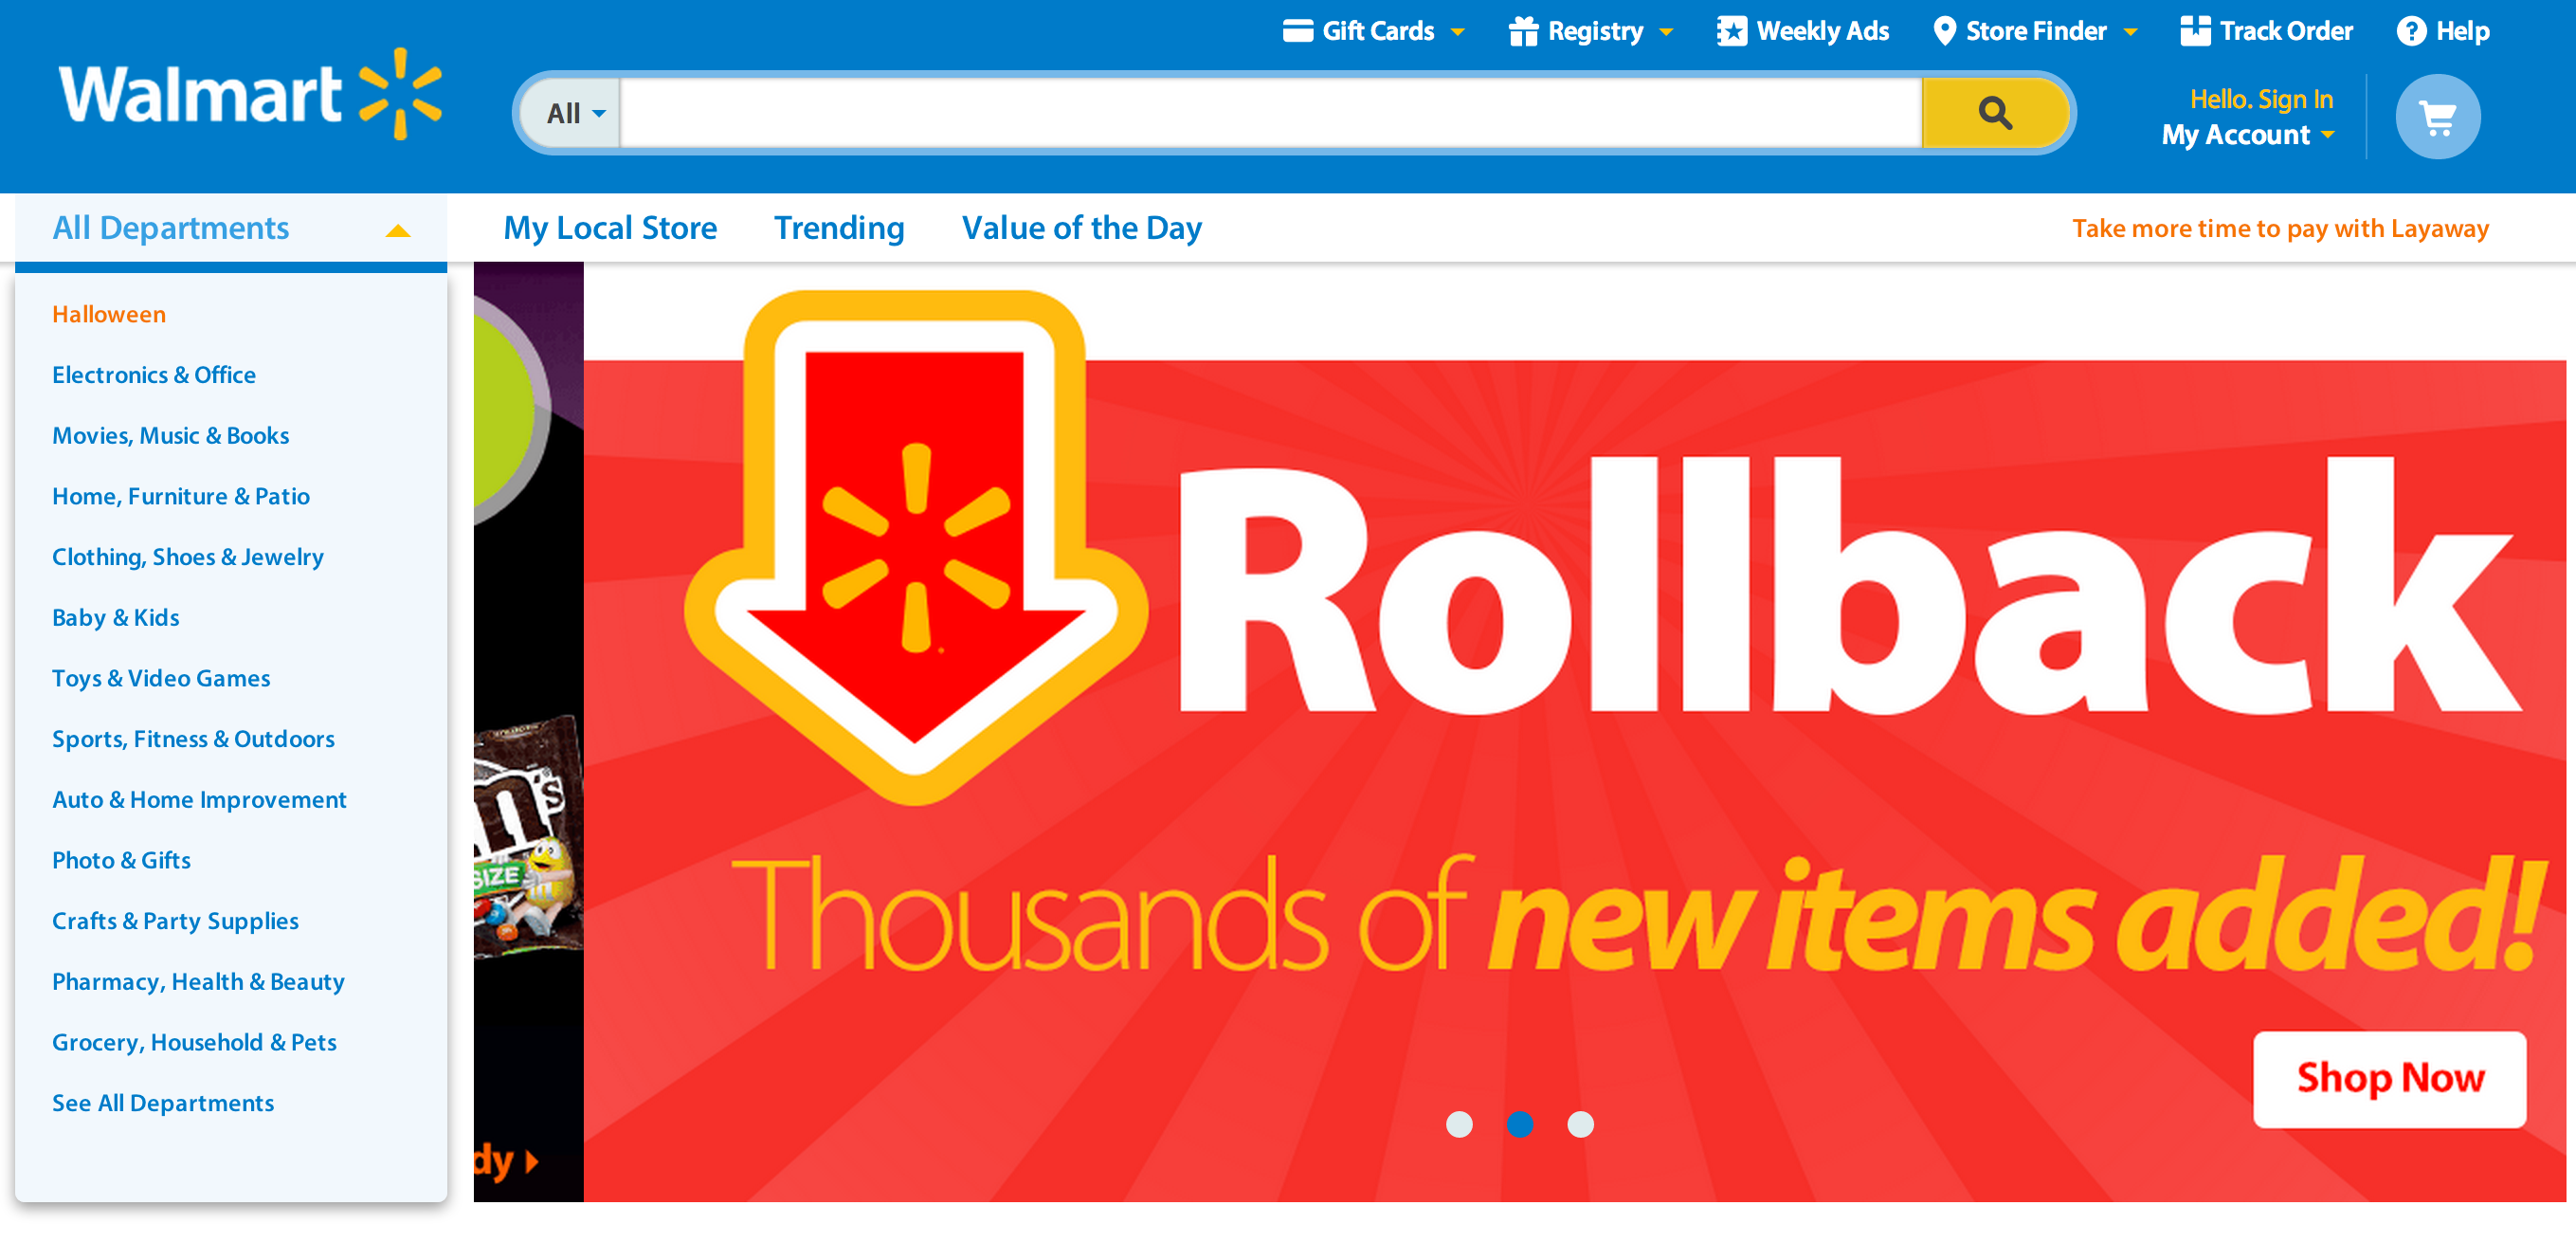 Gift Cards
Registry
Weekly Ads
Store Finder
Track Order
Help
Walmart
All
Hello. Sign In
My Account
All Departments
My Local Store
Trending
Value of the Day
Take more time to pay with Layaway
Halloween
Electronics & Office
Movies, Music & Books
Home, Furniture & Patio
Clothing, Shoes & Jewelry
Baby & Kids
Toys & Video Games
Sports, Fitness & Outdoors
Auto & Home Improvement
Photo & Gifts
Crafts & Party Supplies
Pharmacy, Health & Beauty
Grocery, Household & Pets
See All Departments
m's
SIZE
dy
Rollback
Thousands of new items added!
Shop Now